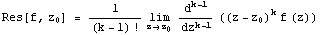 Res[f, z₀] = 1/((k-1)!) lim_{z→z₀} d^{k-1}/dz^{k-1} ((z-z₀)^k f(z))